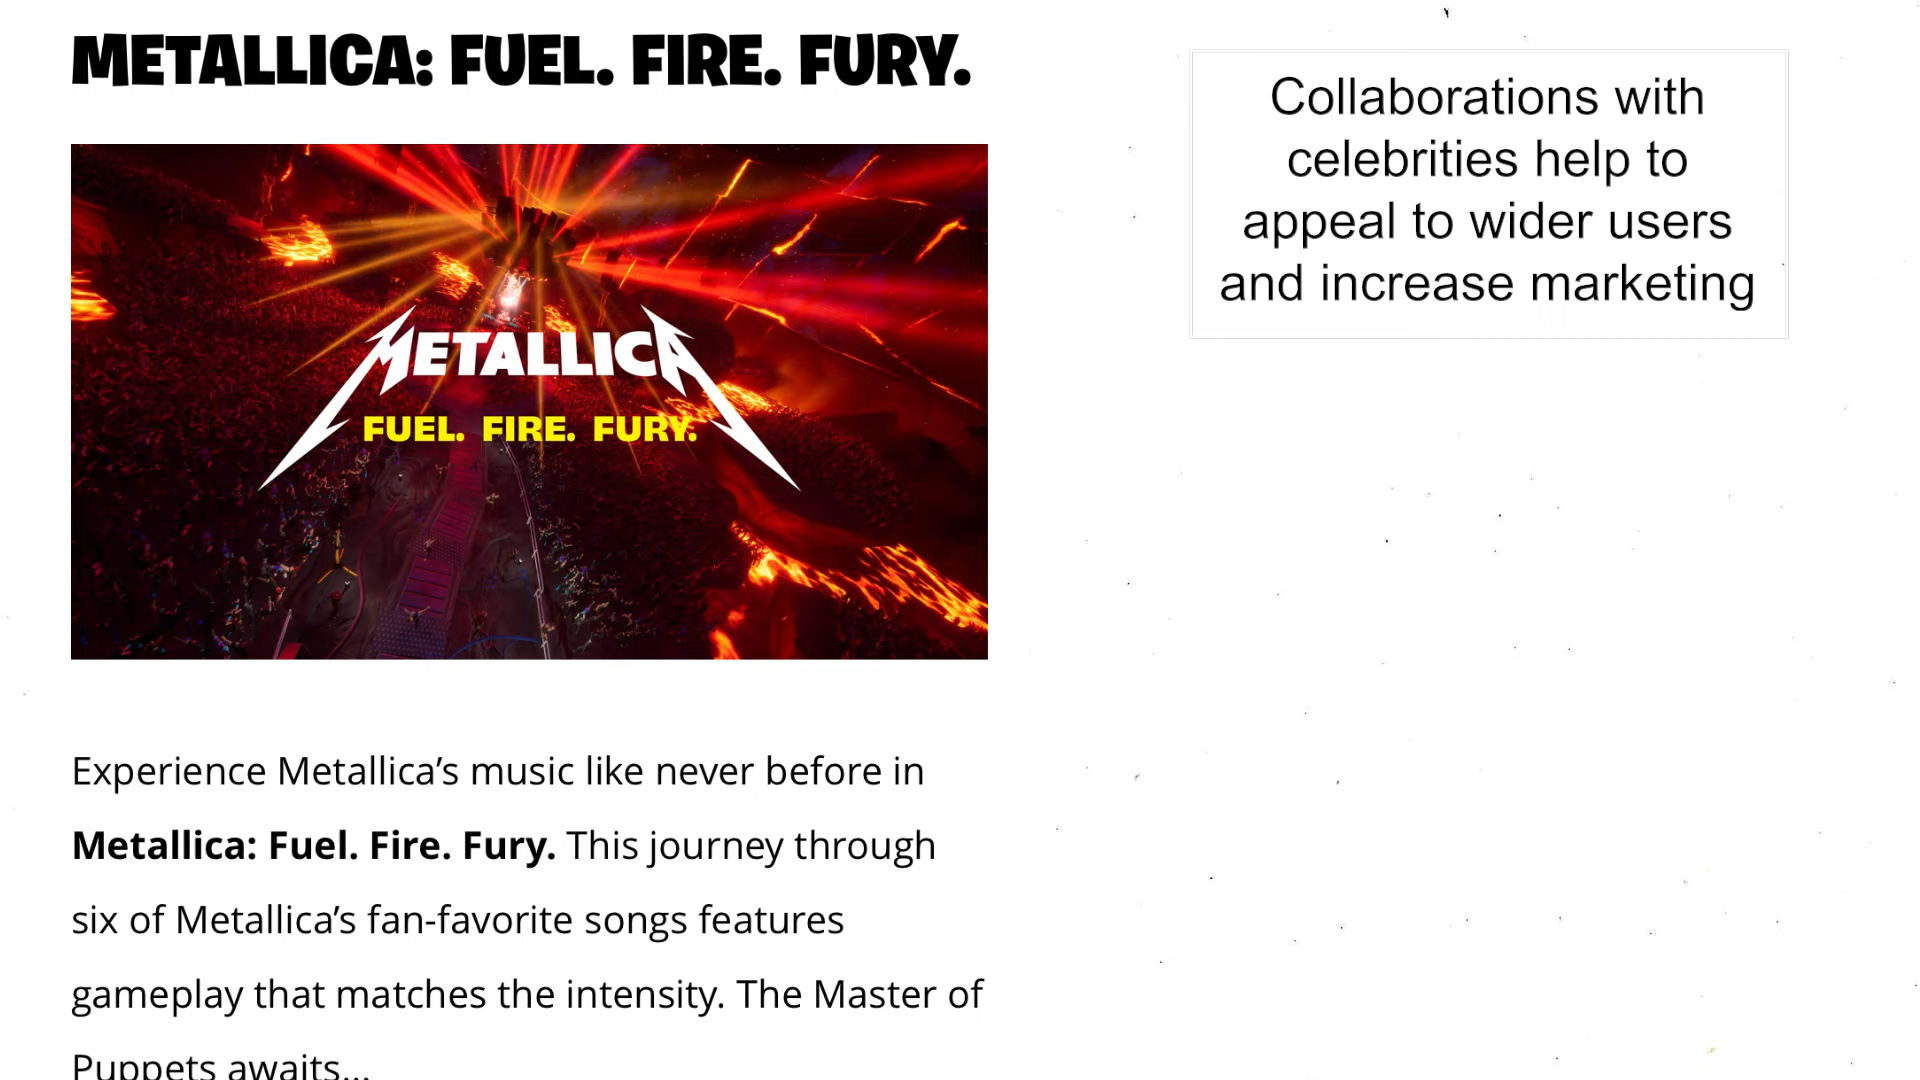 METALLICA: FUEL. FIRE. FURY.
METALLICA
FUEL. FIRE. FURY.
Experience Metallica’s music like never before in
Metallica: Fuel. Fire. Fury. This journey through
six of Metallica’s fan-favorite songs features
gameplay that matches the intensity. The Master of
Puppets awaits...
Collaborations with
celebrities help to
appeal to wider users
and increase marketing